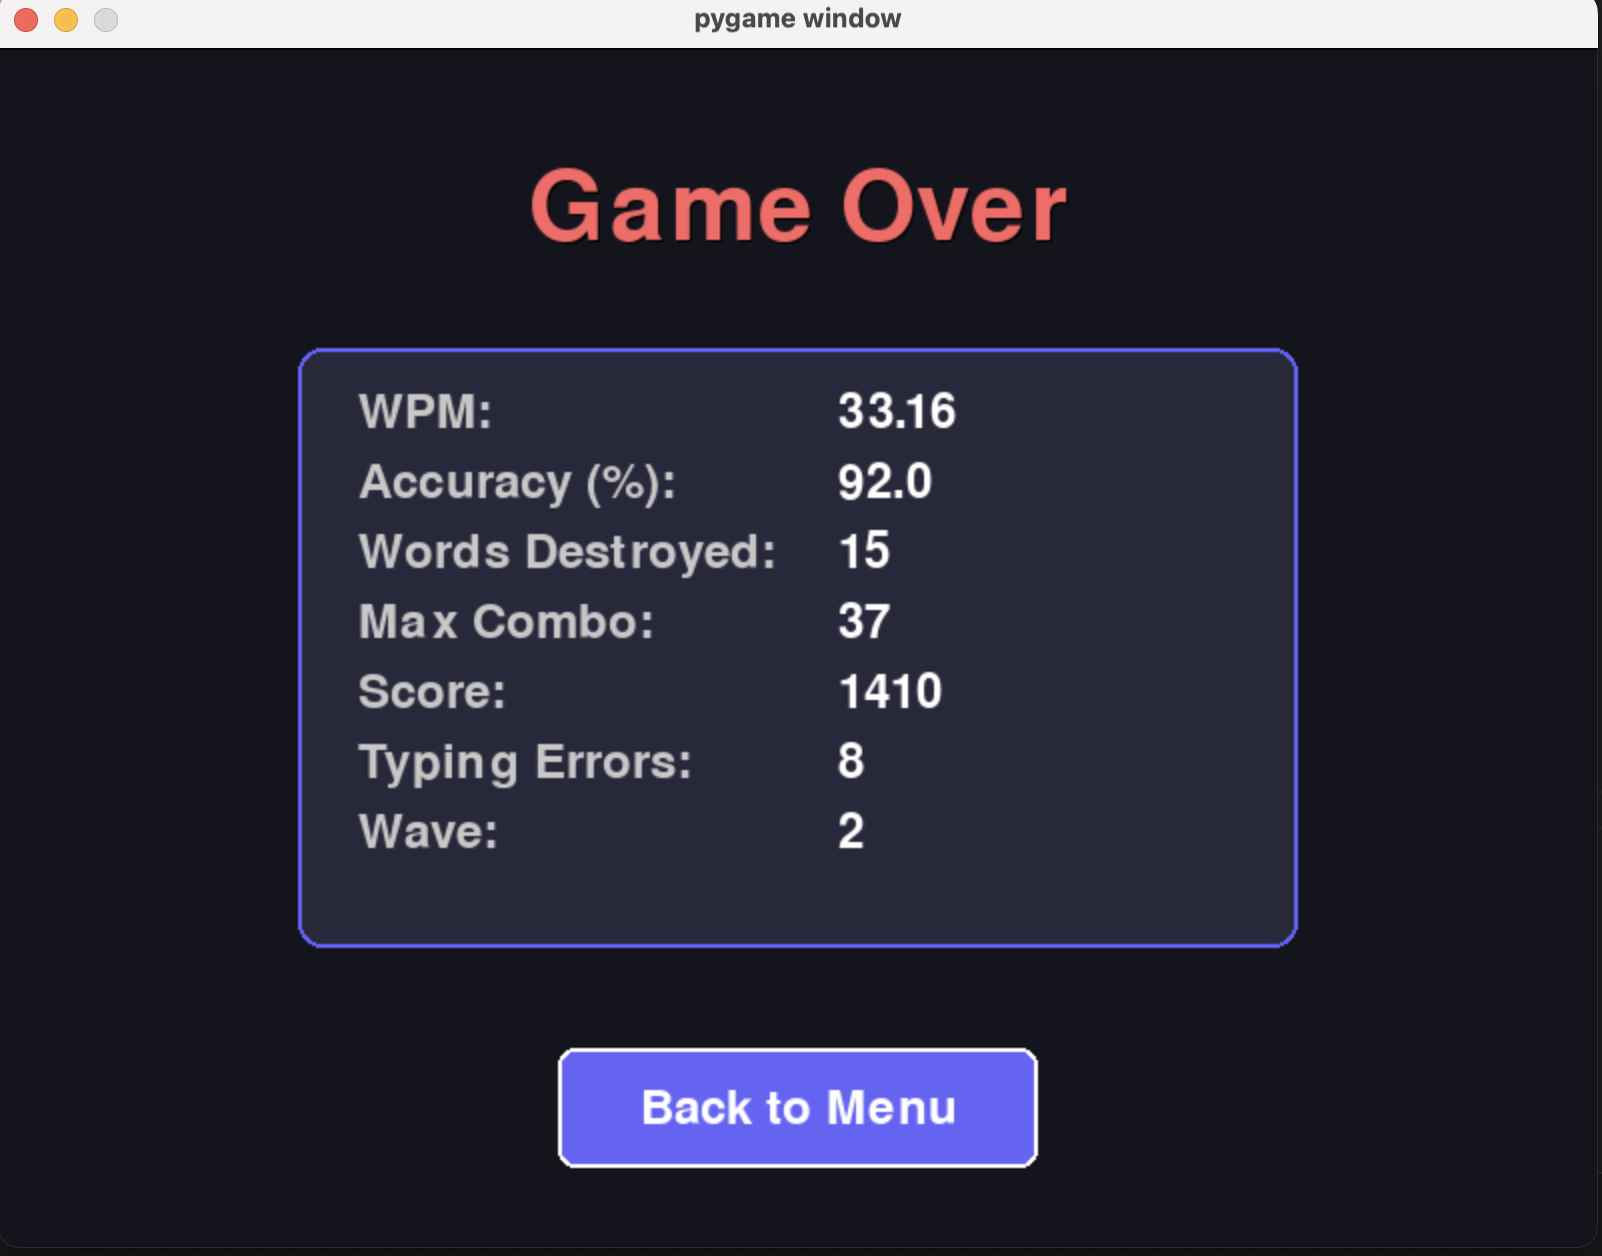 pygame window
Game Over
WPM: 33.16
Accuracy (%): 92.0
Words Destroyed: 15
Max Combo: 37
Score: 1410
Typing Errors: 8
Wave: 2
Back to Menu